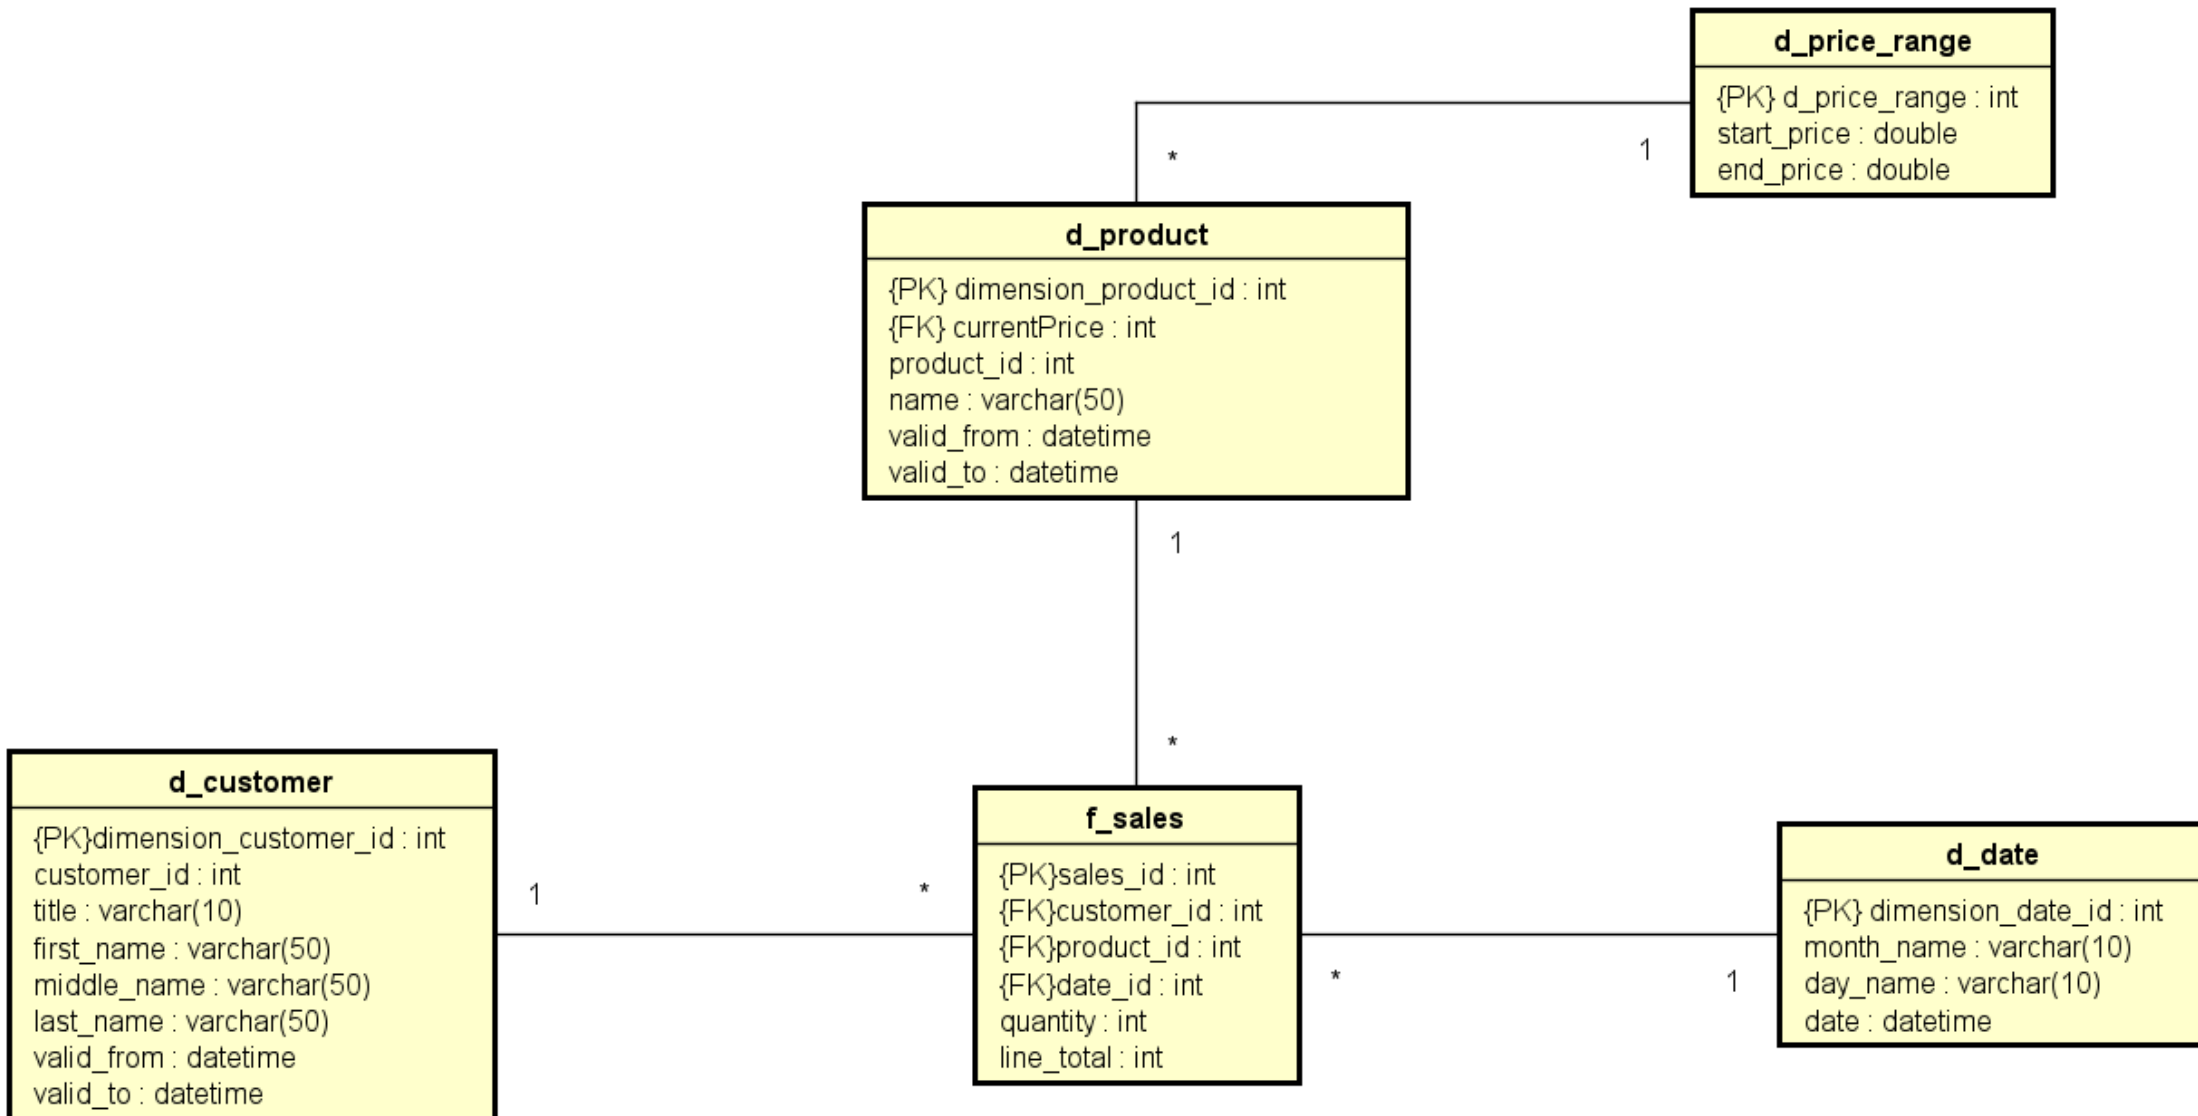 d_price_range
{PK} d_price_range : int
start_price : double
end_price : double
*
1
d_product
{PK} dimension_product_id : int
{FK} currentPrice : int
product_id : int
name : varchar(50)
valid_from : datetime
valid_to : datetime
1
*
d_customer
{PK}dimension_customer_id : int
customer_id : int
title : varchar(10)
first_name : varchar(50)
middle_name : varchar(50)
last_name : varchar(50)
valid_from : datetime
valid_to : datetime
1
*
f_sales
{PK}sales_id : int
{FK}customer_id : int
{FK}product_id : int
{FK}date_id : int
quantity : int
line_total : int
*
1
d_date
{PK} dimension_date_id : int
month_name : varchar(10)
day_name : varchar(10)
date : datetime